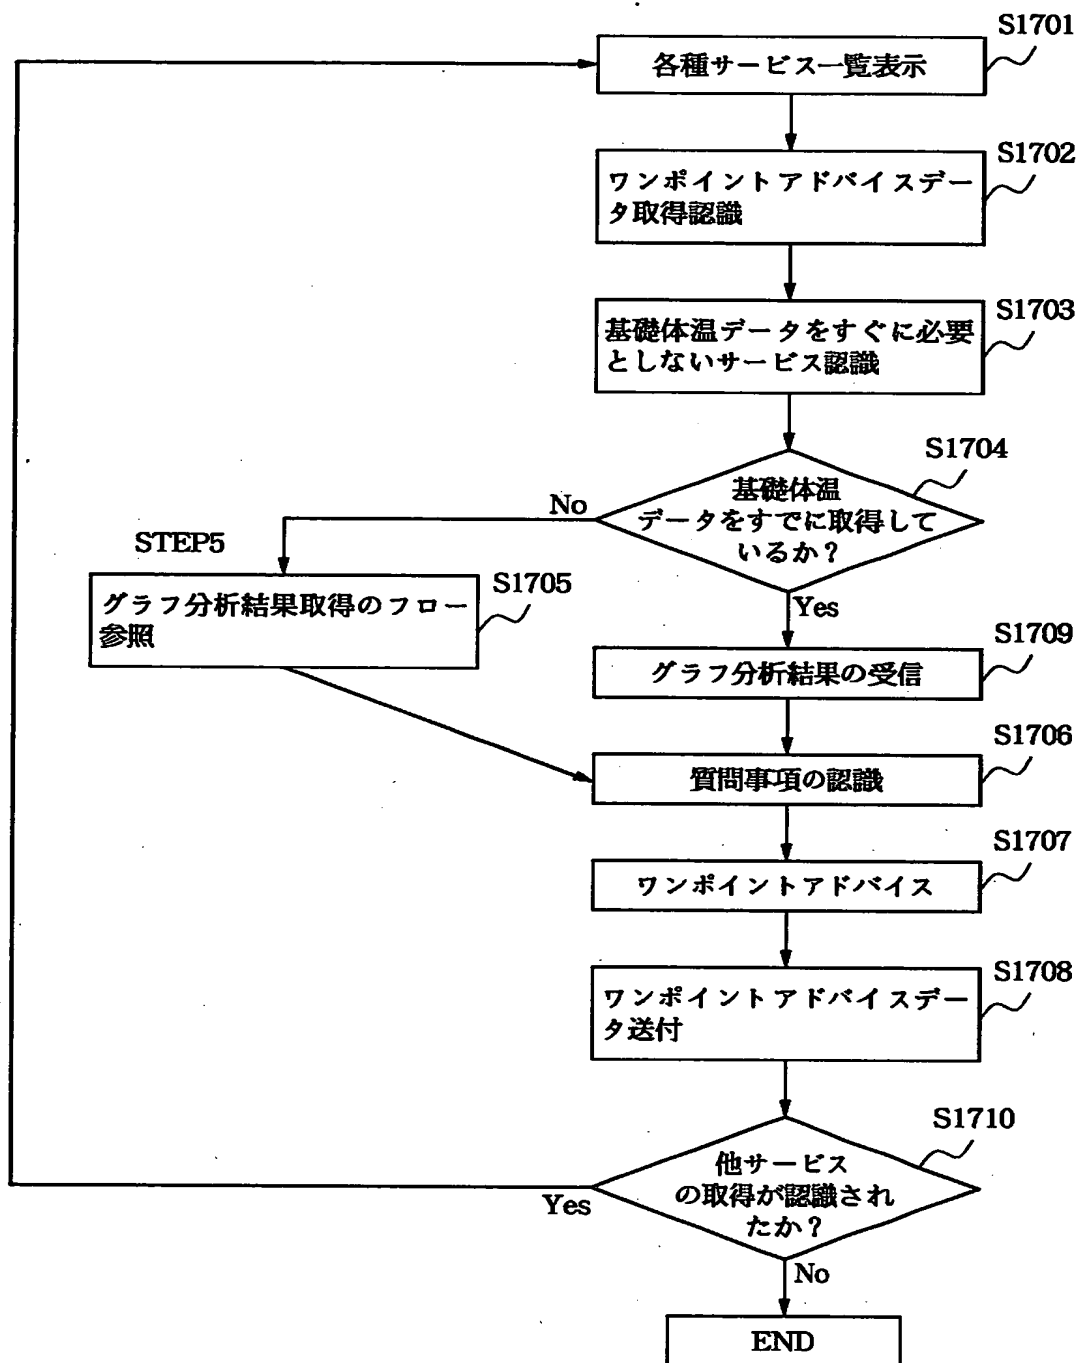 S1701
各種サービス一覧表示
S1702
ワンポイントアドバイスデー
タ取得認識
S1703
基礎体温データをすぐに必要
としないサービス認識
S1704
基礎体温
データをすでに取得して
いるか？
No
STEP5
S1705
グラフ分析結果取得のフロー
参照
Yes
S1709
グラフ分析結果の受信
S1706
質問事項の認識
S1707
ワンポイントアドバイス
S1708
ワンポイントアドバイスデー
タ送付
S1710
他サービス
の取得が認識され
たか？
Yes
No
END